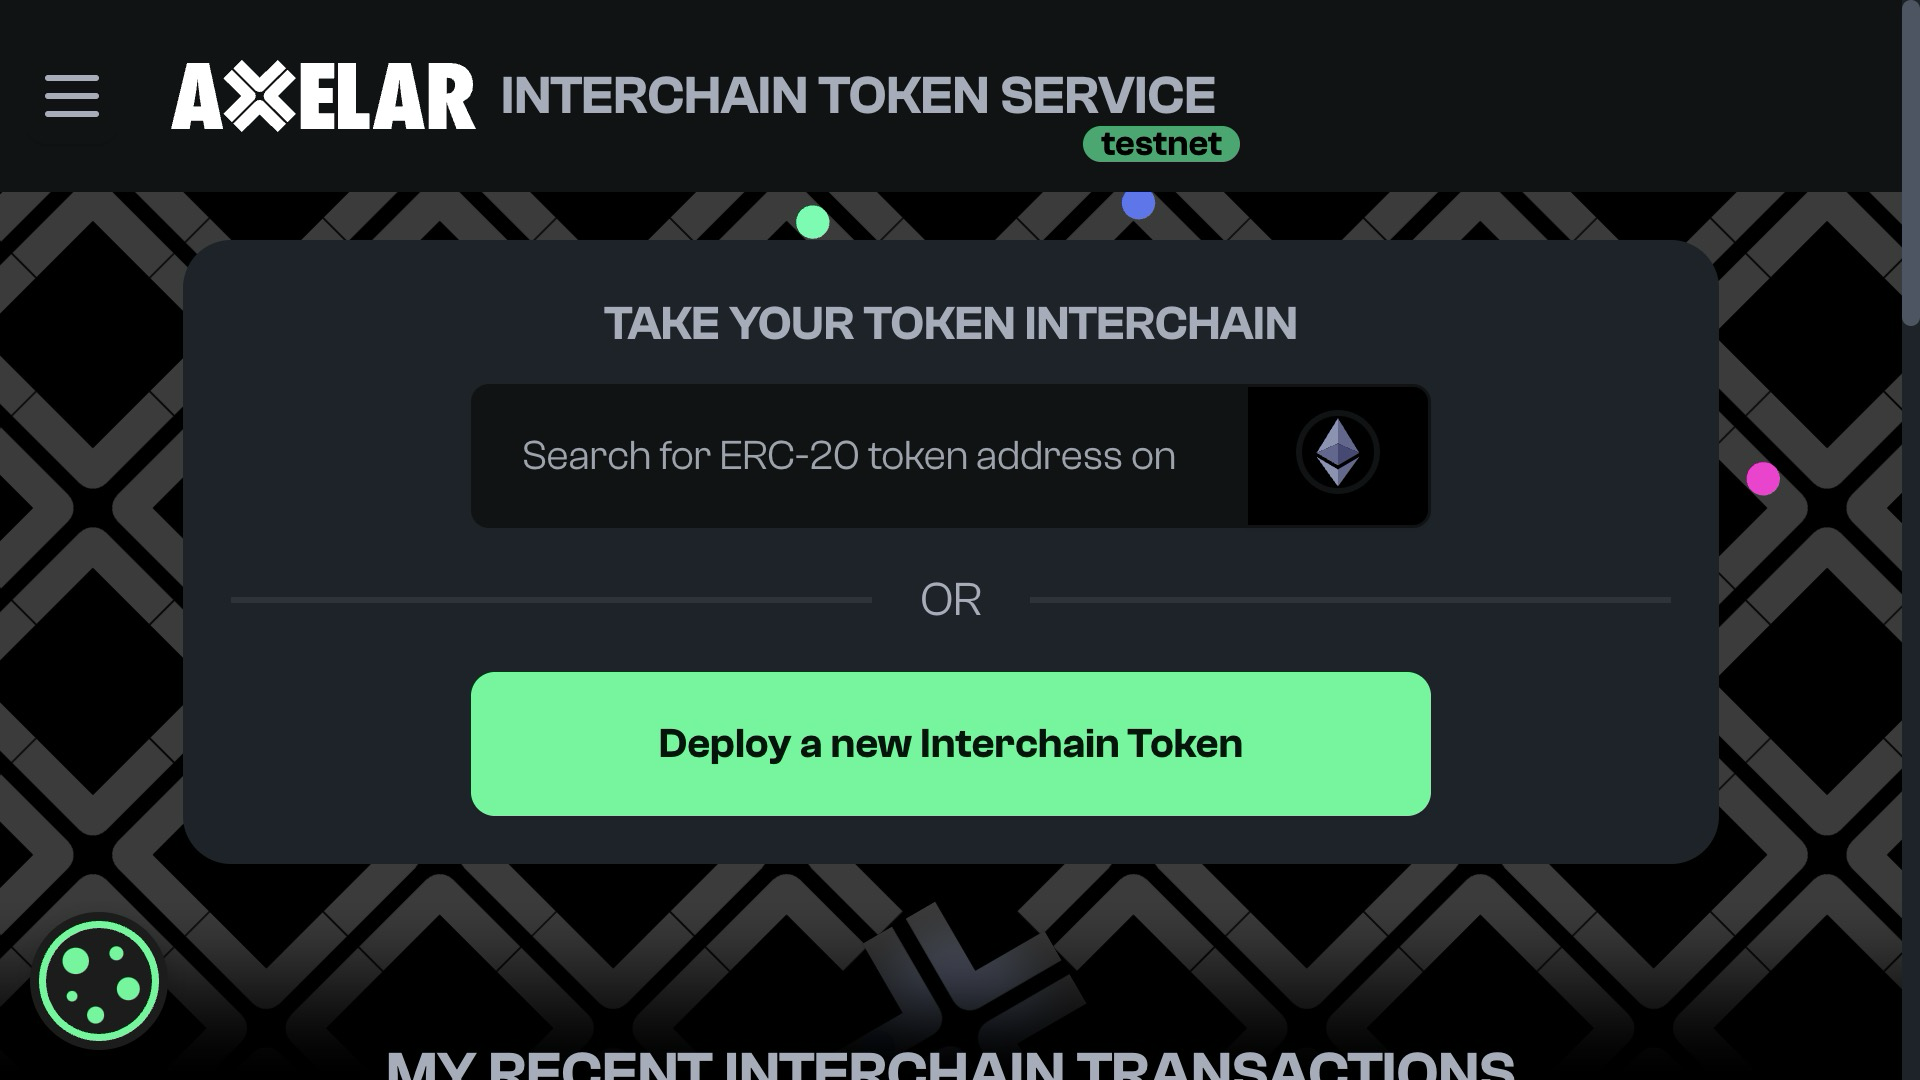 AXELAR INTERCHAIN TOKEN SERVICE
testnet
TAKE YOUR TOKEN INTERCHAIN
Search for ERC-20 token address on
OR
Deploy a new Interchain Token
MY RECENT INTERCHAIN TRANSACTIONS